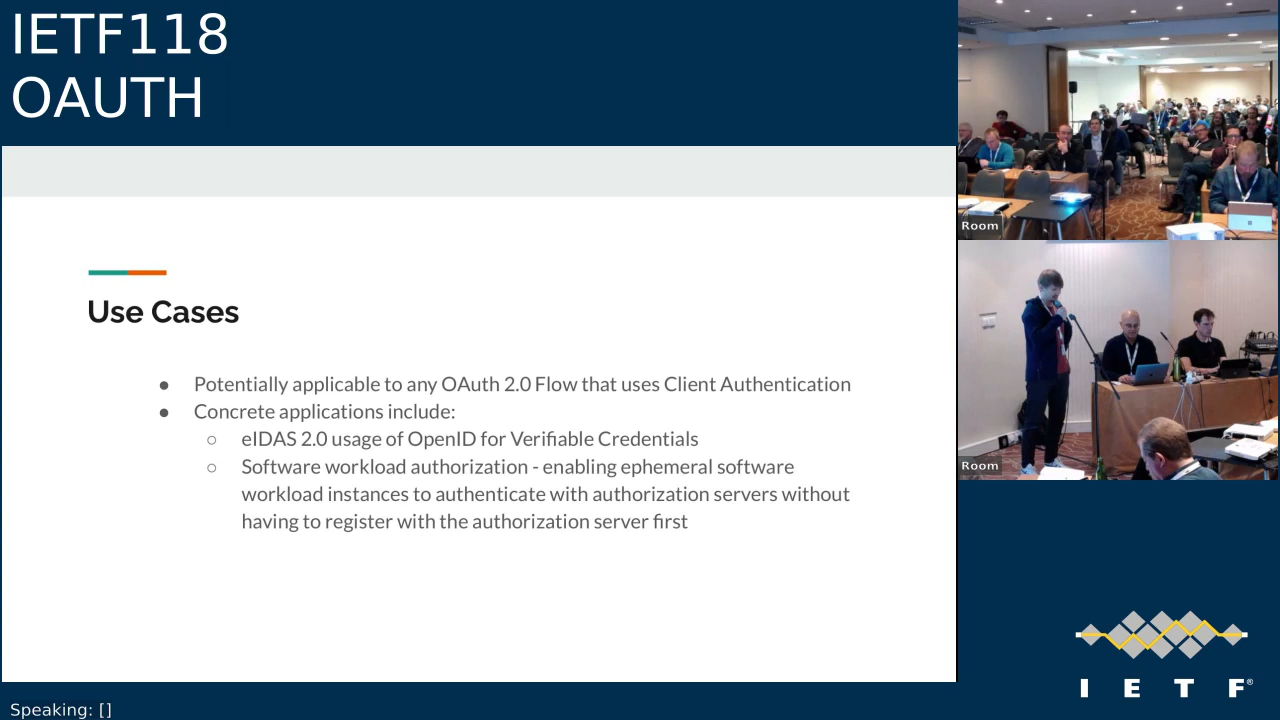 IETF118
OAUTH
Use Cases
● Potentially applicable to any OAuth 2.0 Flow that uses Client Authentication
● Concrete applications include:
○ eIDAS 2.0 usage of OpenID for Verifiable Credentials
○ Software workload authorization - enabling ephemeral software
workload instances to authenticate with authorization servers without
having to register with the authorization server first
Room
Room
I E T F®
Speaking: []